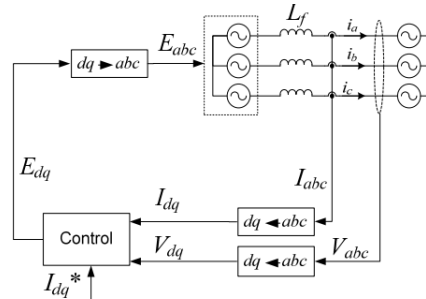 L_f
i_a
E_abc
dq → abc
i_b
i_c
E_dq
I_abc
I_dq
dq ← abc
Control
V_dq
dq ← abc
V_abc
I_dq*